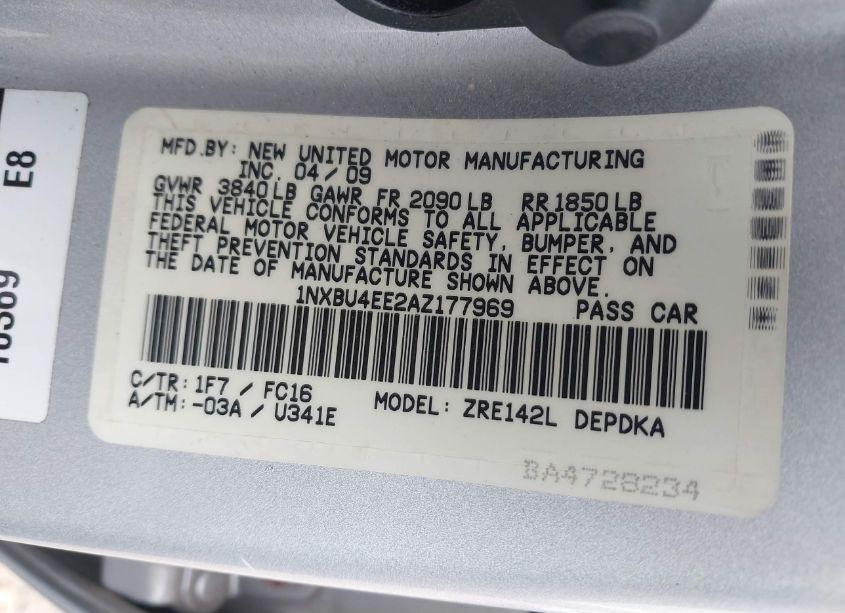 E8
MFD.BY: NEW UNITED MOTOR MANUFACTURING
INC. 04/09
GVWR 3840LB GAWR FR 2090LB RR1850LB
THIS VEHICLE CONFORMS TO ALL APPLICABLE
FEDERAL MOTOR VEHICLE SAFETY, BUMPER, AND
THEFT PREVENTION STANDARDS IN EFFECT ON
THE DATE OF MANUFACTURE SHOWN ABOVE.
1NXBU4EE2AZ177969 PASS CAR
C/TR: 1F7 / FC16
A/TM: -03A / U341E MODEL: ZRE142L DEPDKA
BA4728234